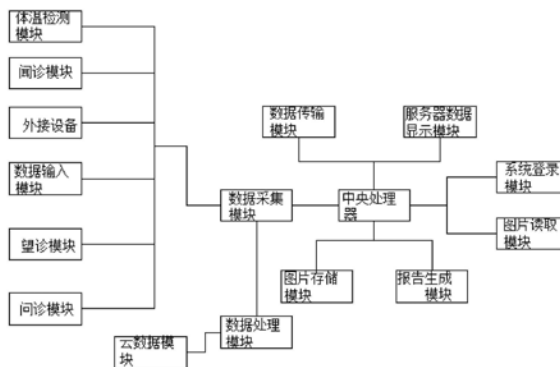 体温检测
模块
闻诊模块
外接设备
数据输入
模块
望诊模块
问诊模块
数据采集
模块
数据处理
模块
云数据模
块
数据传输
模块
服务器数据
显示模块
中央处理
器
系统登录
模块
图片读取
模块
图片存储
模块
报告生成
模块